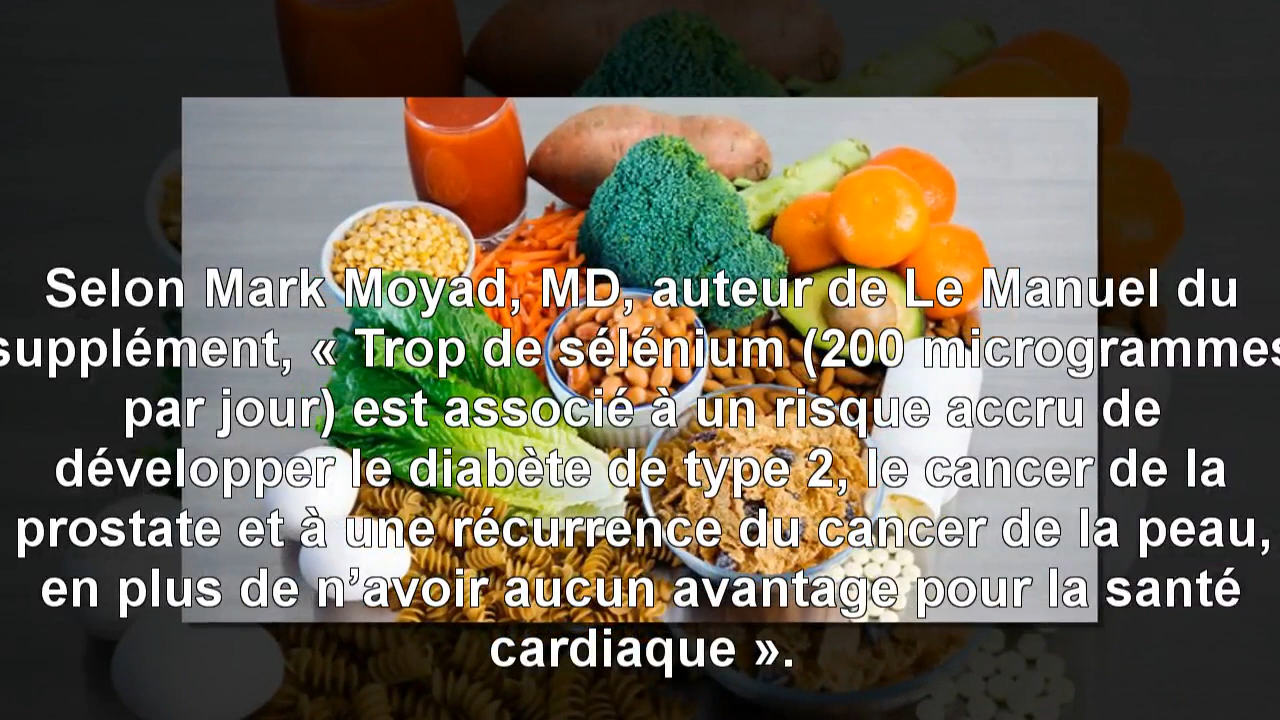 Selon Mark Moyad, MD, auteur de Le Manuel du
supplément, « Trop de sélénium (200 microgrammes
par jour) est associé à un risque accru de
développer le diabète de type 2, le cancer de la
prostate et à une récurrence du cancer de la peau,
en plus de n’avoir aucun avantage pour la santé
cardiaque ».